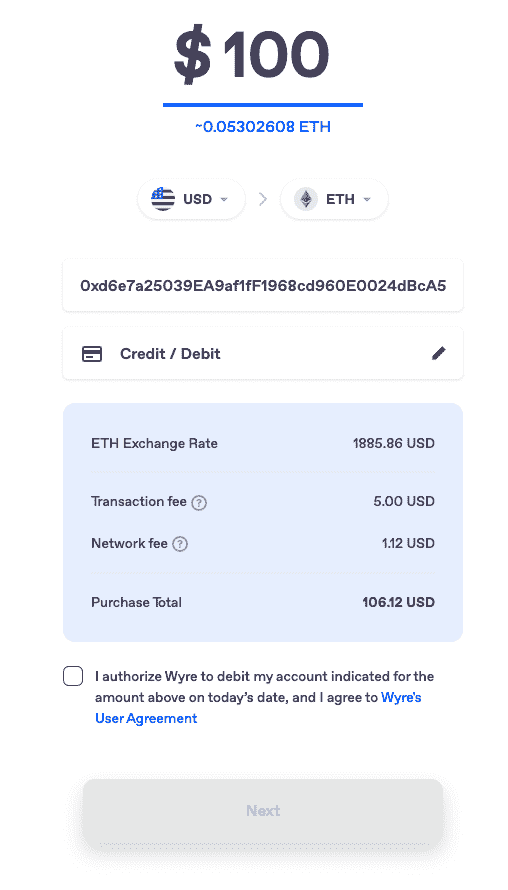 $ 100
~0.05302608 ETH
USD ETH
0xd6e7a25039EA9af1fF1968cd960E0024dBcA5
Credit / Debit
ETH Exchange Rate 1885.86 USD
Transaction fee ? 5.00 USD
Network fee ? 1.12 USD
Purchase Total 106.12 USD
I authorize Wyre to debit my account indicated for the
amount above on today's date, and I agree to Wyre's
User Agreement
Next